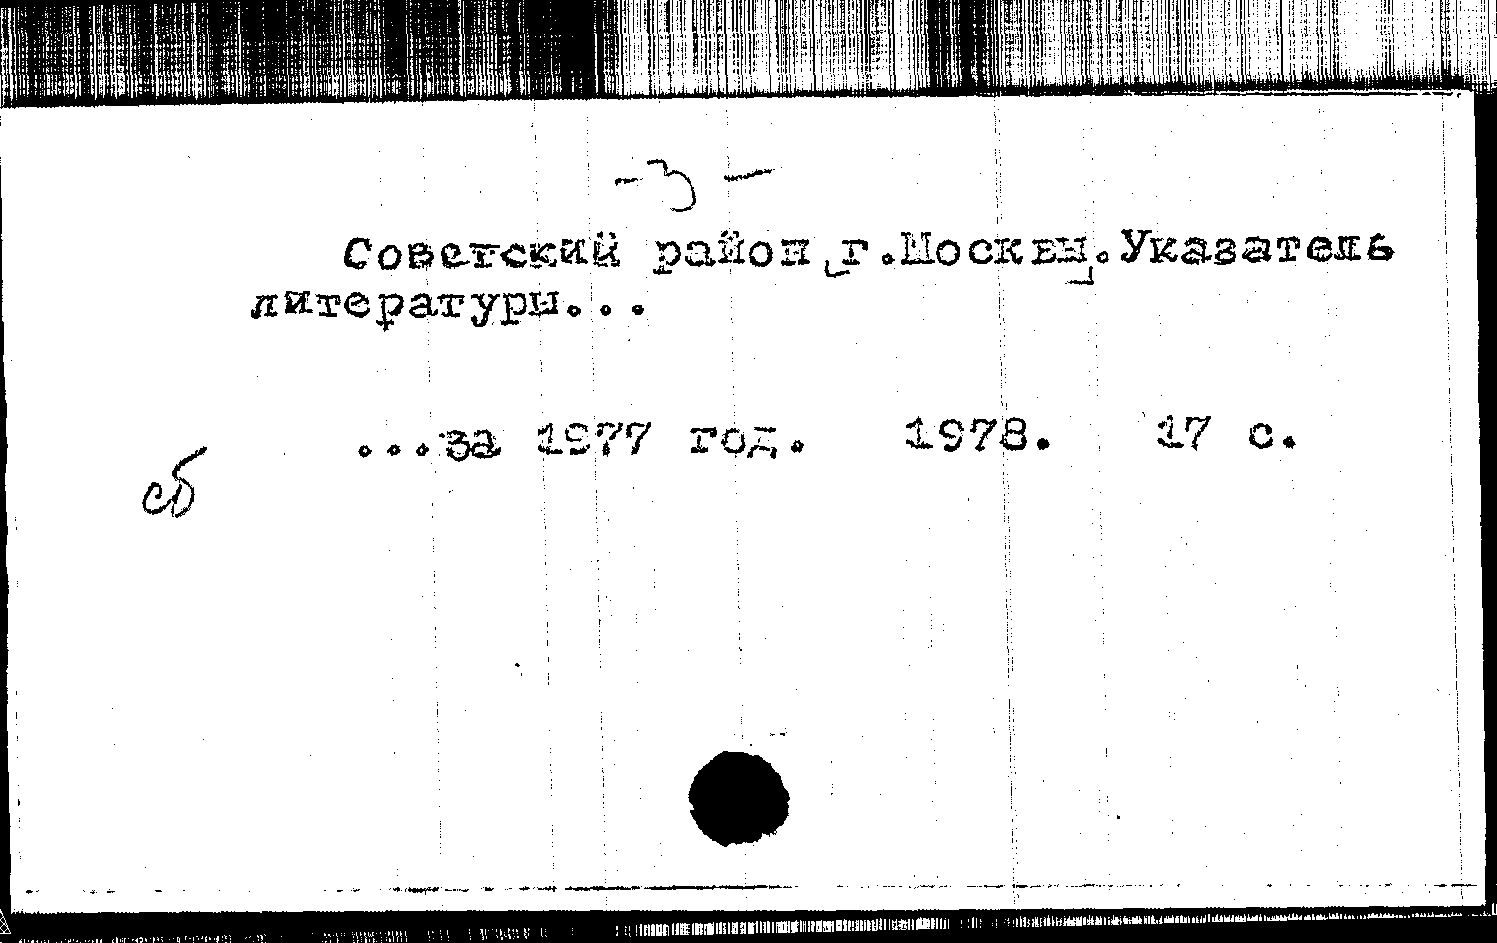 -3-
Советский район г.Москвы.Указатель
литературы...
...за 1977 год. 1978. 17 с.
сб